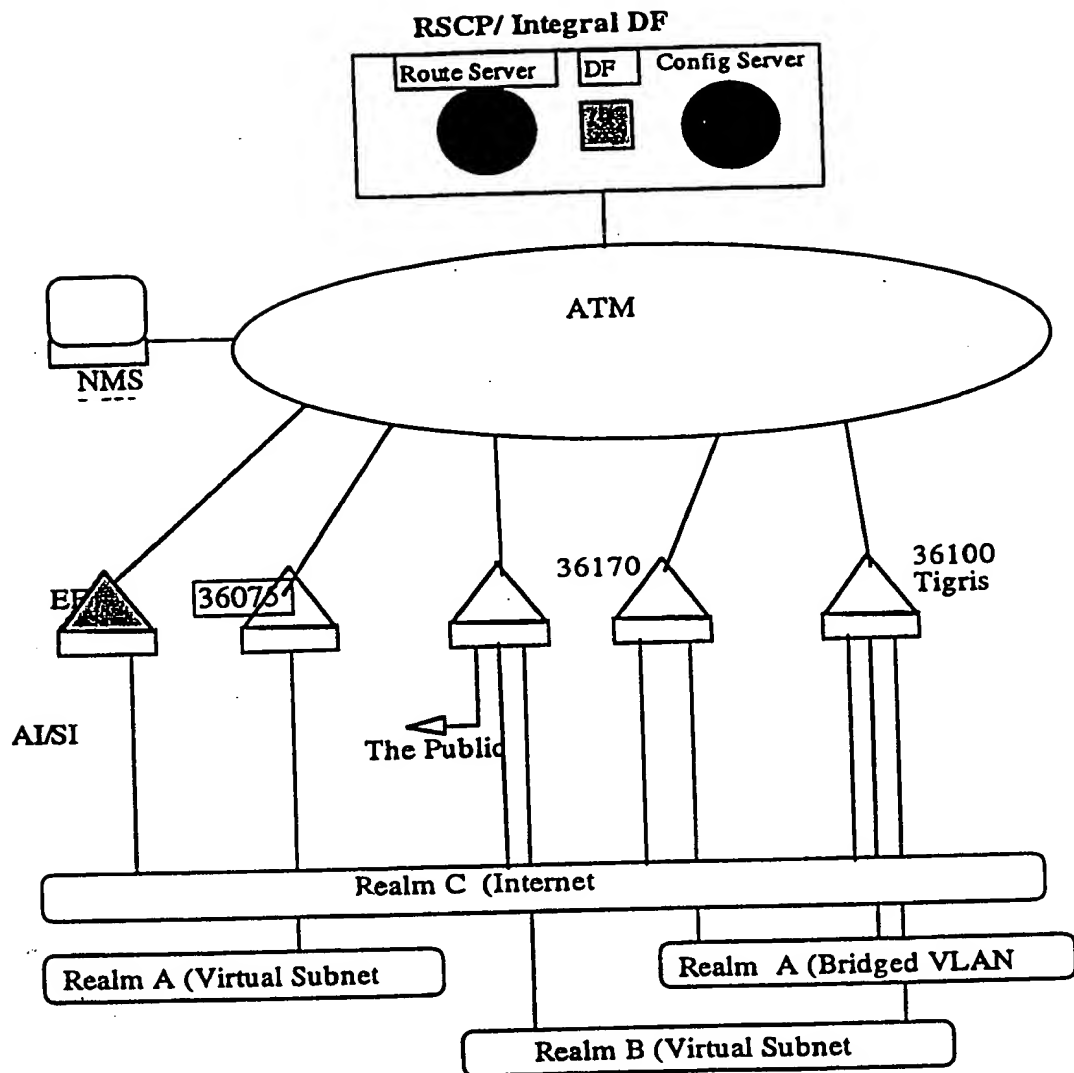 RSCP/ Integral DF
Route Server
DF
Config Server
ATM
NMS
36170
36100
Tigris
36075
AI/SI
The Public
Realm C (Internet
Realm A (Virtual Subnet
Realm A (Bridged VLAN
Realm B (Virtual Subnet